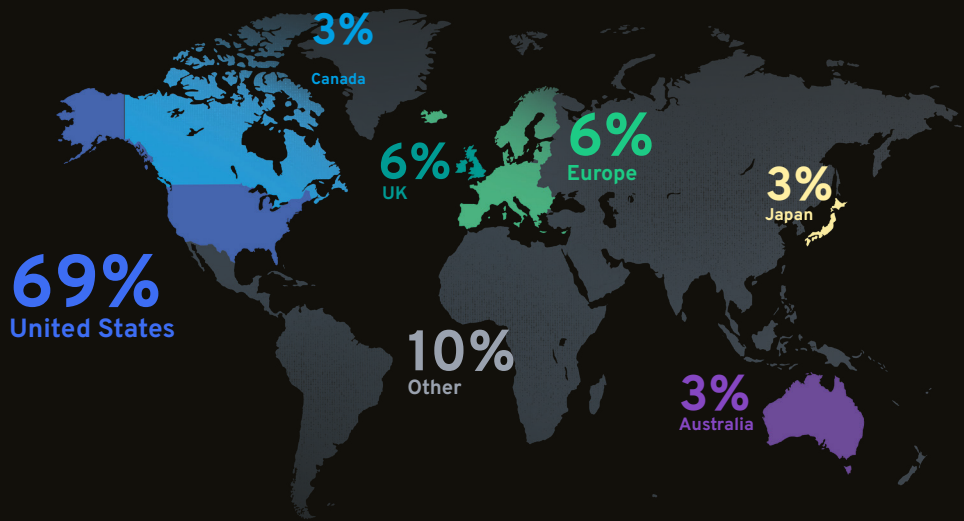 3%
Canada
6%
UK
6%
Europe
3%
Japan
69%
United States
10%
Other
3%
Australia